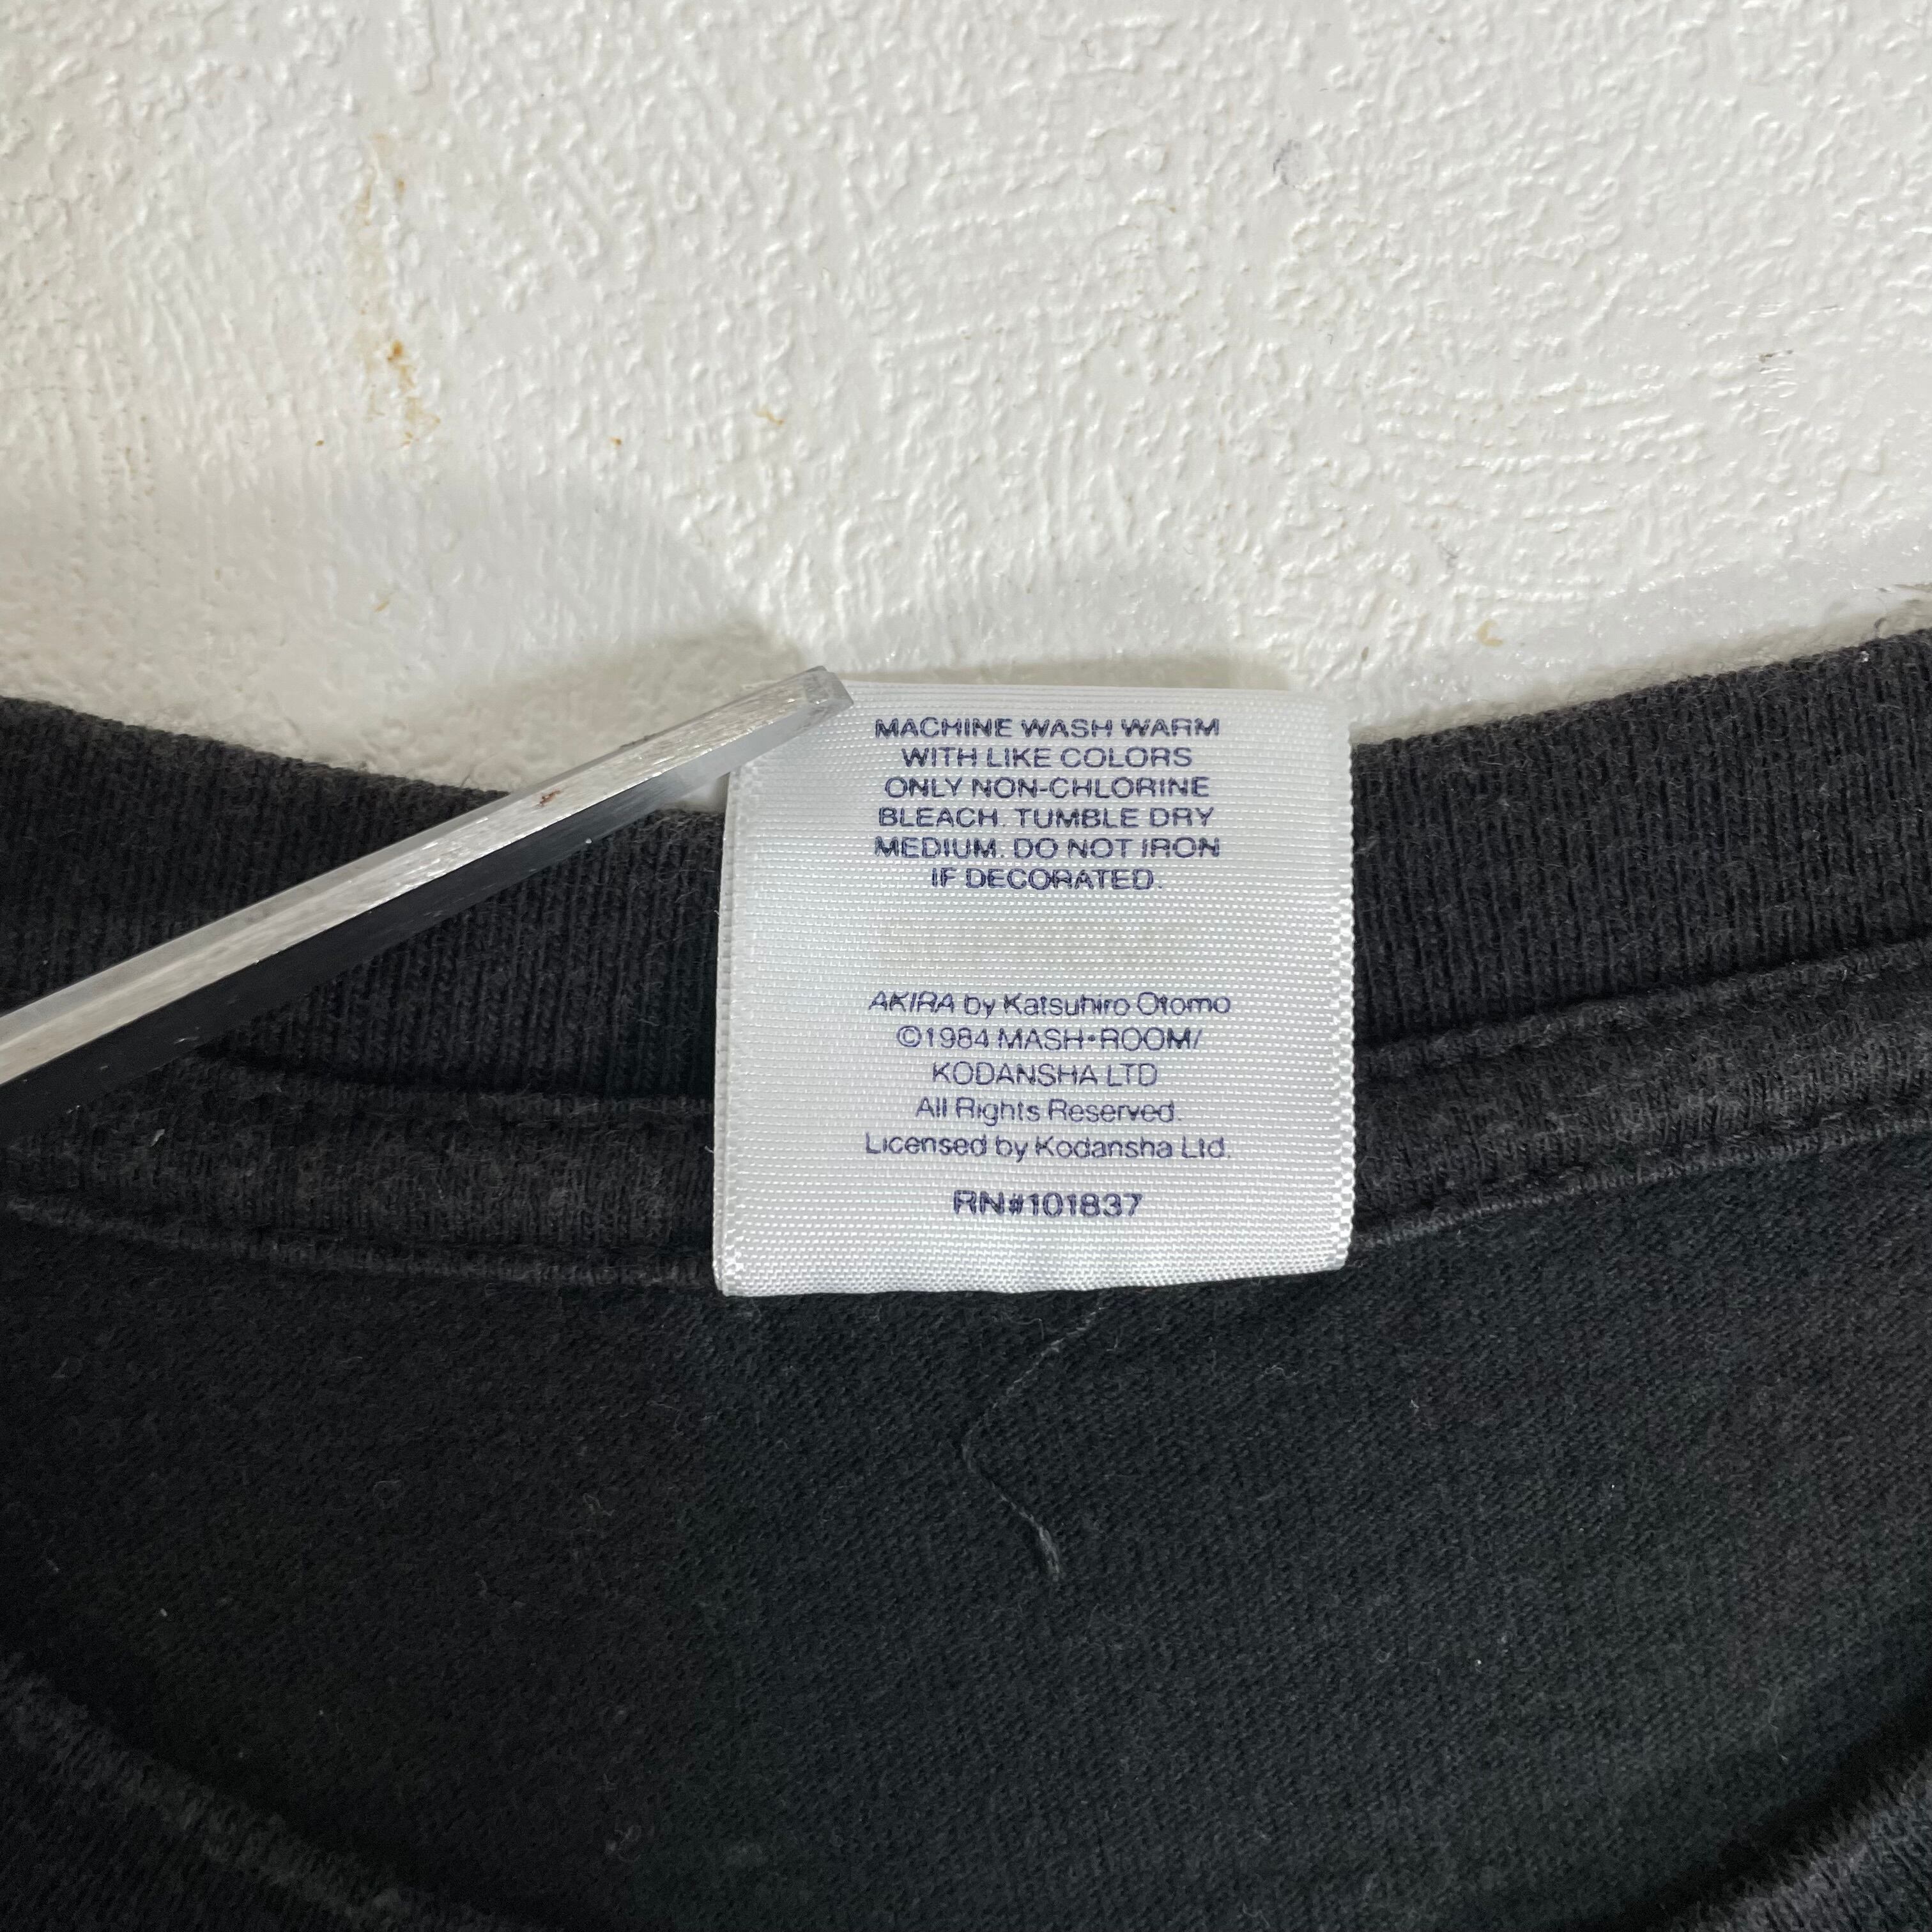 MACHINE WASH WARM
WITH LIKE COLORS
ONLY NON-CHLORINE
BLEACH. TUMBLE DRY
MEDIUM. DO NOT IRON
IF DECORATED.
AKIRA by Katsuhiro Otomo
©1984 MASH•ROOM/
KODANSHA LTD
All Rights Reserved.
Licensed by Kodansha Ltd.
RN#101837